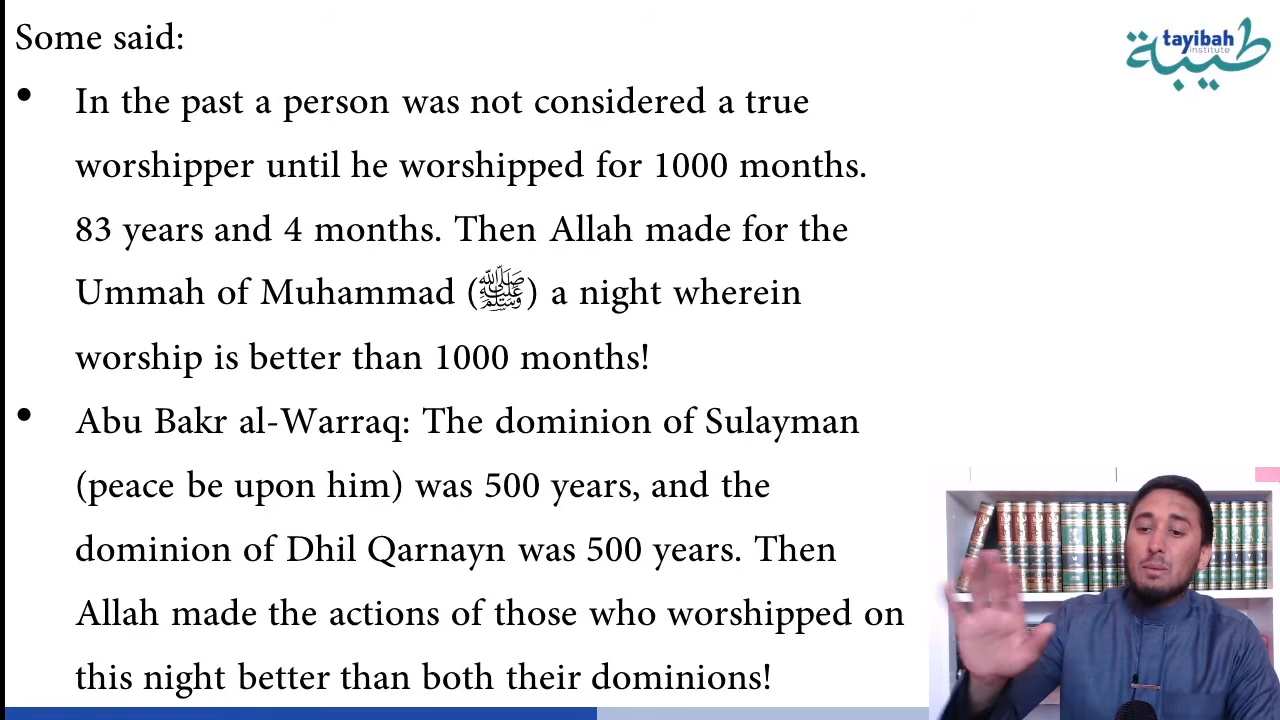 Some said:
tayibah
institute
طيبة
• In the past a person was not considered a true
worshipper until he worshipped for 1000 months.
83 years and 4 months. Then Allah made for the
Ummah of Muhammad (ﷺ) a night wherein
worship is better than 1000 months!
• Abu Bakr al-Warraq: The dominion of Sulayman
(peace be upon him) was 500 years, and the
dominion of Dhil Qarnayn was 500 years. Then
Allah made the actions of those who worshipped on
this night better than both their dominions!